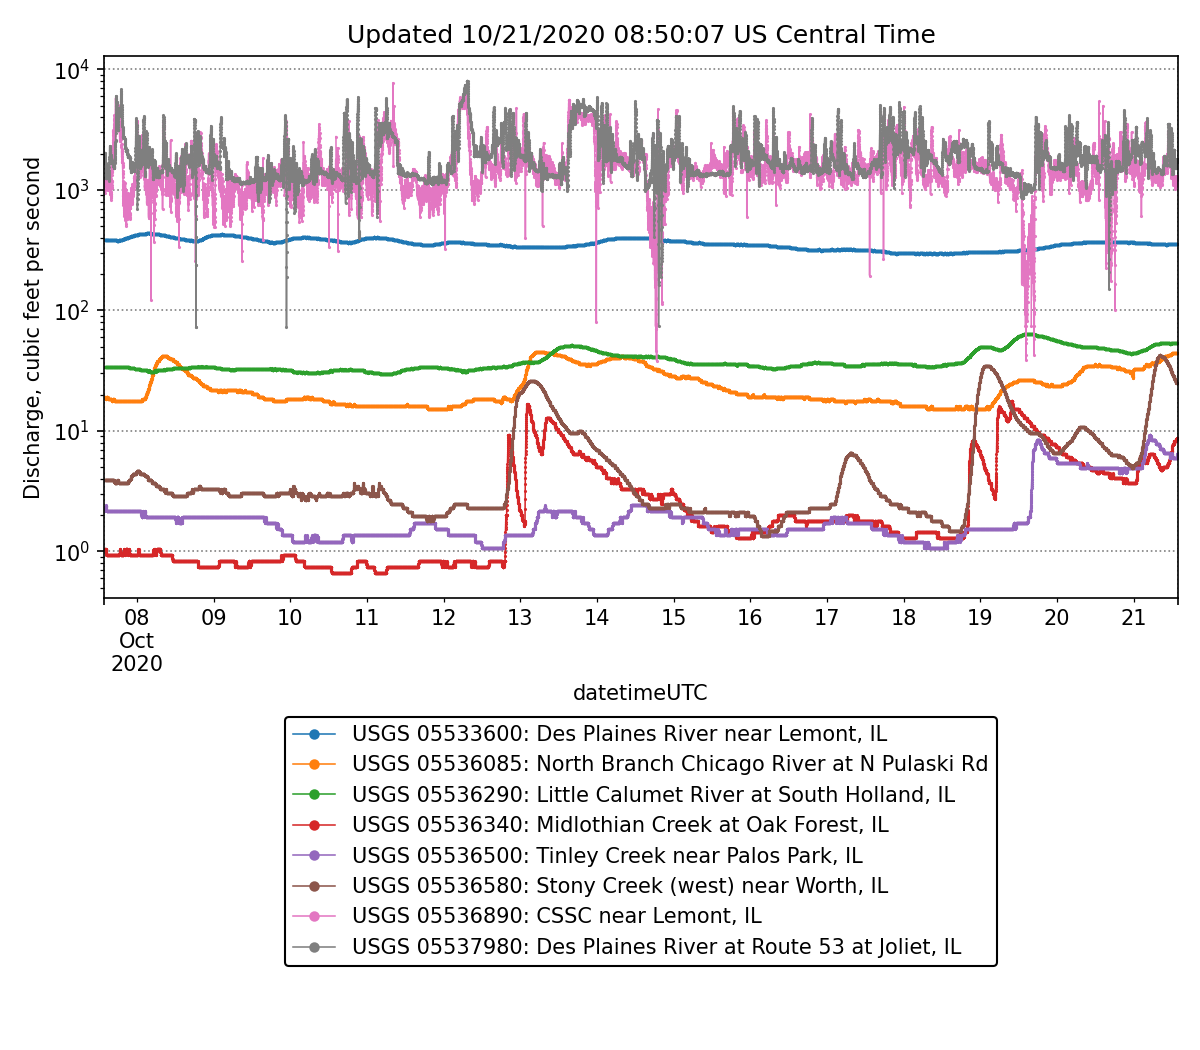 Updated 10/21/2020 08:50:07 US Central Time
Discharge, cubic feet per second
10⁴
10³
10²
10¹
10⁰
08 09 10 11 12 13 14 15 16 17 18 19 20 21
Oct
2020
datetimeUTC
USGS 05533600: Des Plaines River near Lemont, IL
USGS 05536085: North Branch Chicago River at N Pulaski Rd
USGS 05536290: Little Calumet River at South Holland, IL
USGS 05536340: Midlothian Creek at Oak Forest, IL
USGS 05536500: Tinley Creek near Palos Park, IL
USGS 05536580: Stony Creek (west) near Worth, IL
USGS 05536890: CSSC near Lemont, IL
USGS 05537980: Des Plaines River at Route 53 at Joliet, IL